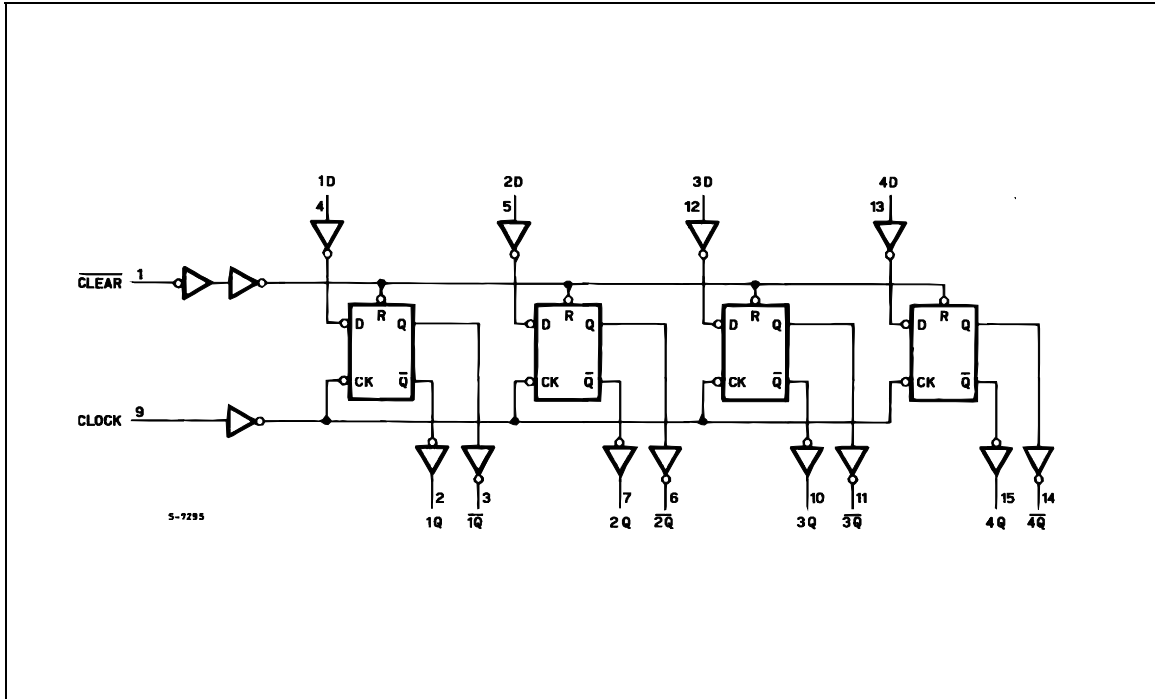 1D 2D 3D 4D
4 5 12 13
C̅L̅E̅A̅R̅ 1
R R R R
D Q D Q D Q D Q
CK Q̅ CK Q̅ CK Q̅ CK Q̅
CLOCK 9
2 3 7 6 10 11 15 14
1Q 1̅Q̅ 2Q 2̅Q̅ 3Q 3̅Q̅ 4Q 4̅Q̅
S-7295